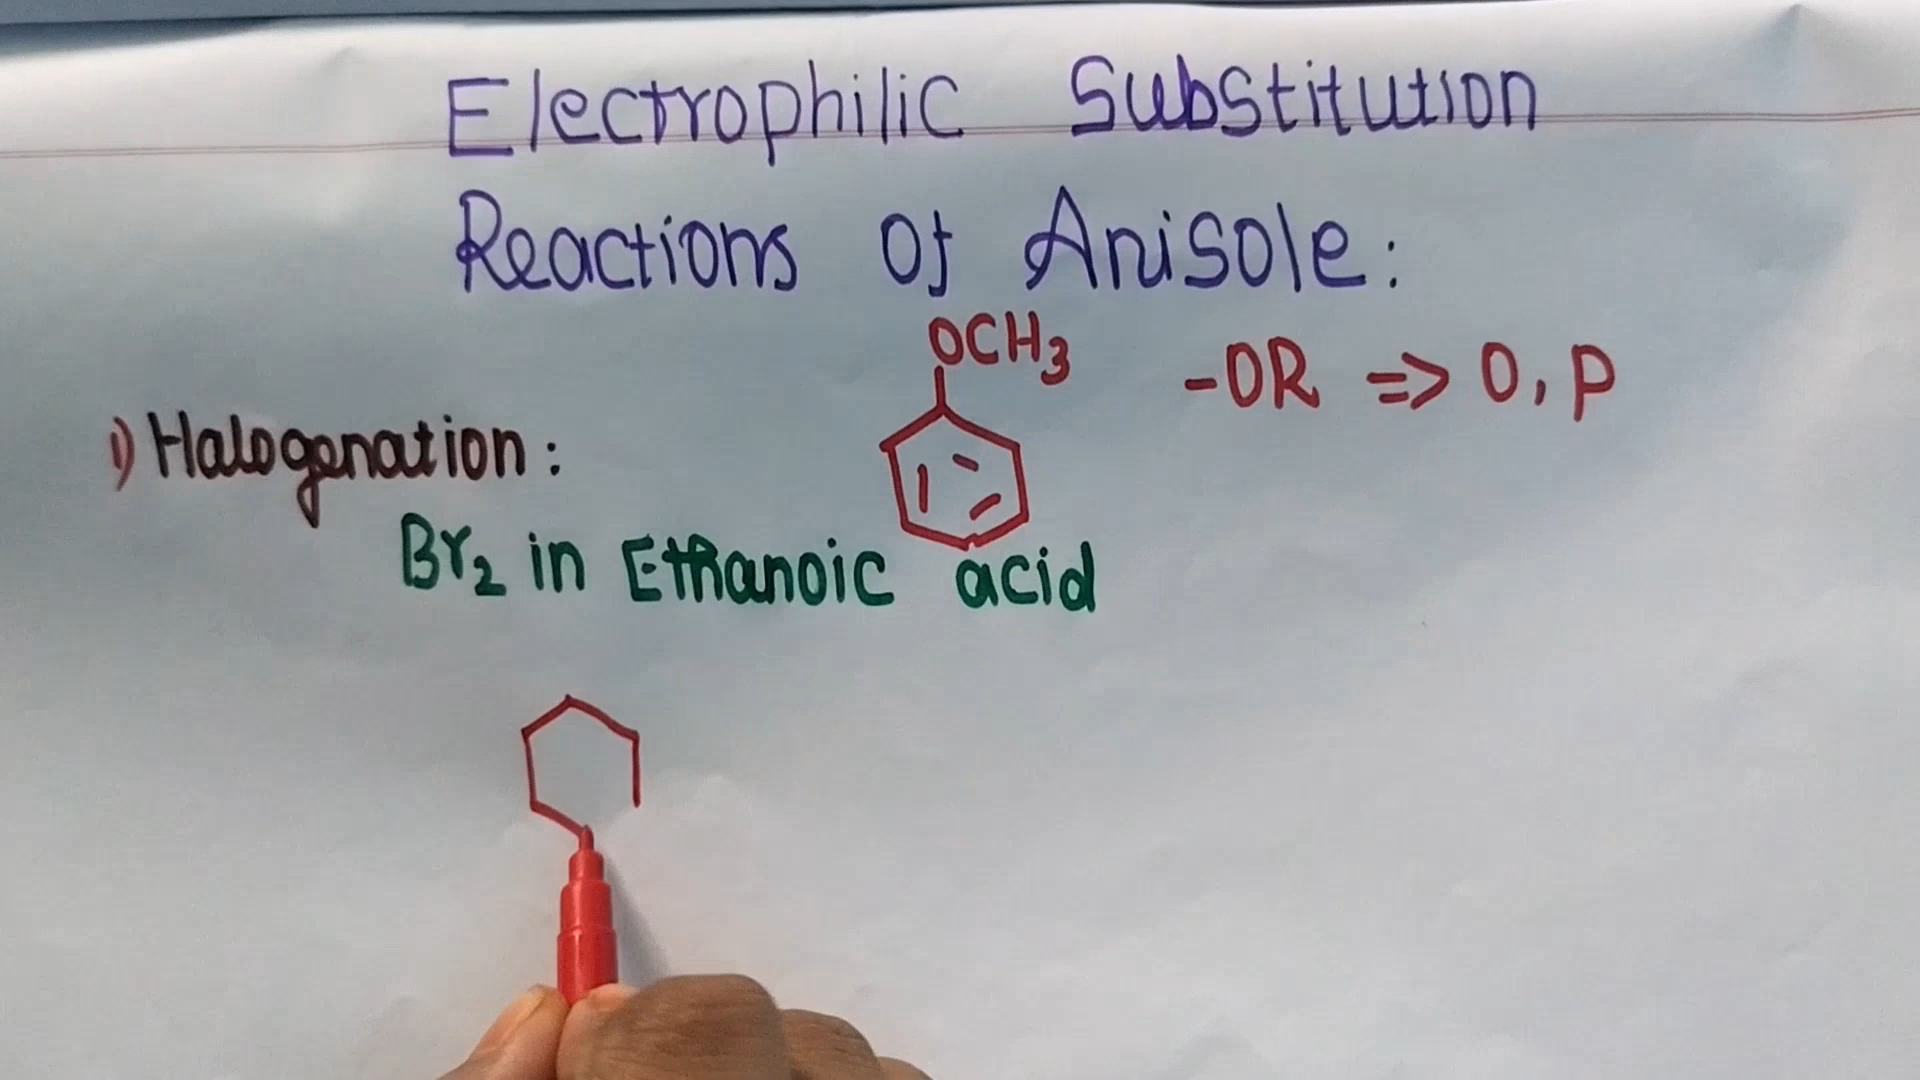 Electrophilic Substitution
Reactions Of Anisole:
OCH3 -OR => O, P
1) Halogenation:
Br2 in Ethanoic acid